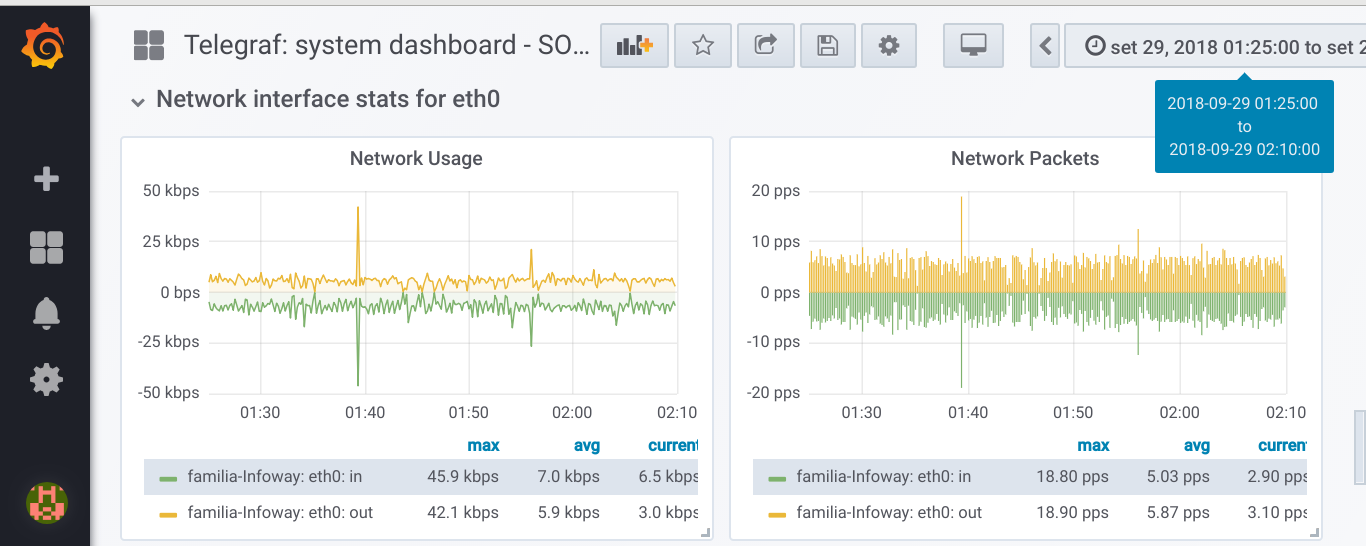 Telegraf: system dashboard - SO...
set 29, 2018 01:25:00 to set 2
Network interface stats for eth0
2018-09-29 01:25:00
to
2018-09-29 02:10:00
Network Usage
50 kbps
25 kbps
0 bps
-25 kbps
-50 kbps
01:30 01:40 01:50 02:00 02:10
max avg current
familia-Infoway: eth0: in 45.9 kbps 7.0 kbps 6.5 kbps
familia-Infoway: eth0: out 42.1 kbps 5.9 kbps 3.0 kbps
Network Packets
20 pps
10 pps
0 pps
-10 pps
-20 pps
01:30 01:40 01:50 02:00 02:10
max avg current
familia-Infoway: eth0: in 18.80 pps 5.03 pps 2.90 pps
familia-Infoway: eth0: out 18.90 pps 5.87 pps 3.10 pps